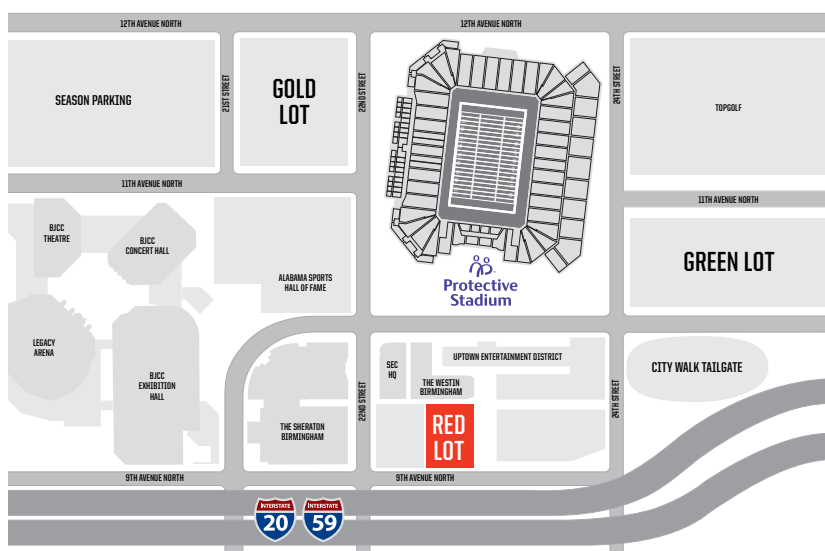 12TH AVENUE NORTH
12TH AVENUE NORTH
SEASON PARKING
21ST STREET
GOLD
LOT
22ND STREET
24TH STREET
TOPGOLF
11TH AVENUE NORTH
11TH AVENUE NORTH
BJCC
THEATRE
BJCC
CONCERT HALL
ALABAMA SPORTS
HALL OF FAME
Protective
Stadium
GREEN LOT
LEGACY
ARENA
BJCC
EXHIBITION
HALL
SEC
HQ
UPTOWN ENTERTAINMENT DISTRICT
THE WESTIN
BIRMINGHAM
CITY WALK TAILGATE
22ND STREET
24TH STREET
THE SHERATON
BIRMINGHAM
RED
LOT
9TH AVENUE NORTH
9TH AVENUE NORTH
INTERSTATE
20
INTERSTATE
59